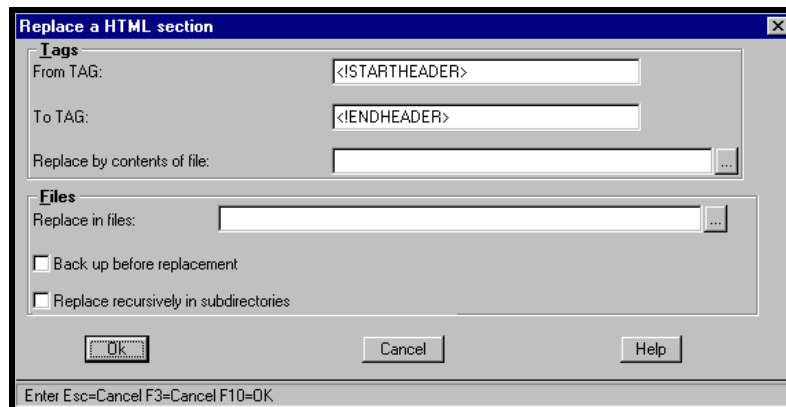 Replace a HTML section
Tags
From TAG: <!STARTHEADER>
To TAG: <!ENDHEADER>
Replace by contents of file: ...
Files
Replace in files: ...
Back up before replacement
Replace recursively in subdirectories
Ok Cancel Help
Enter Esc=Cancel F3=Cancel F10=OK